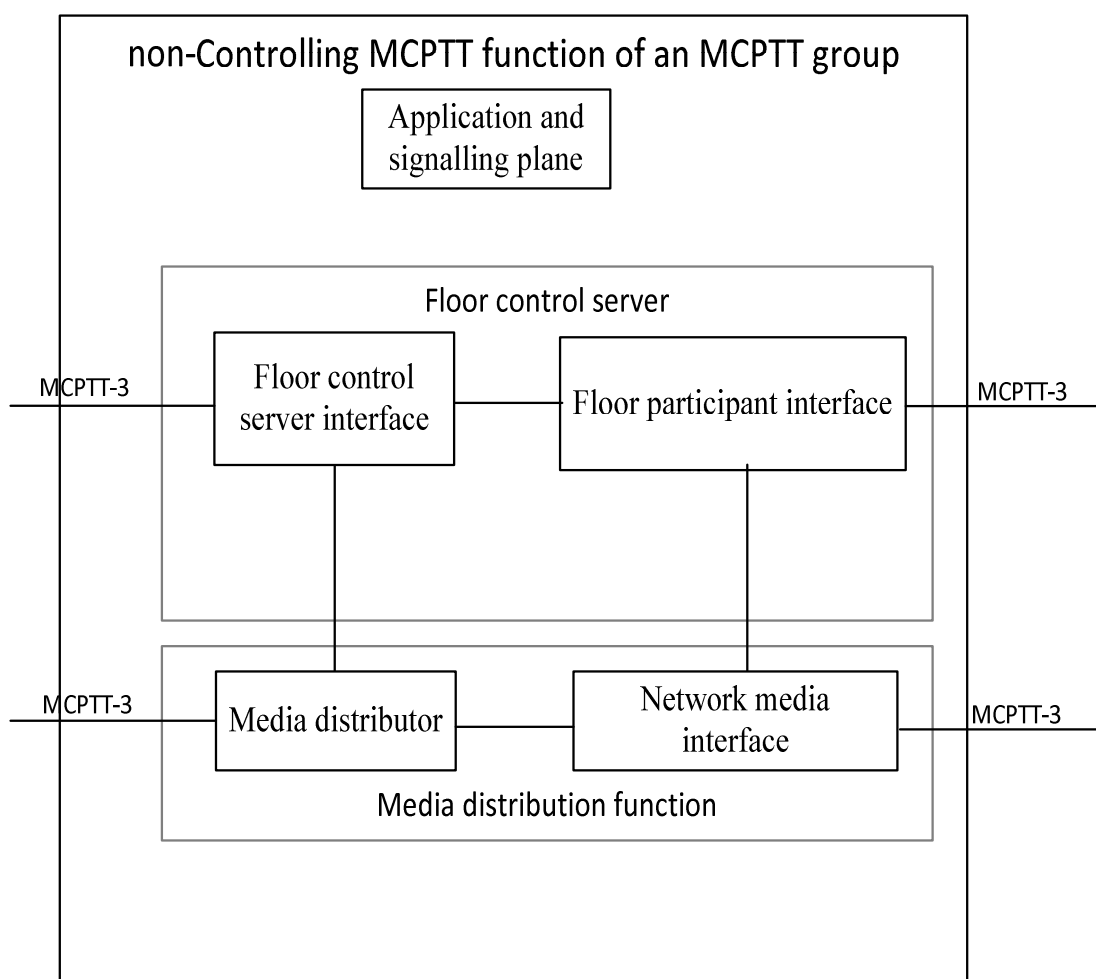 non-Controlling MCPTT function of an MCPTT group
Application and
signalling plane
Floor control server
Floor control
server interface
Floor participant interface
MCPTT-3
MCPTT-3
Media distributor
Network media
interface
MCPTT-3
MCPTT-3
Media distribution function